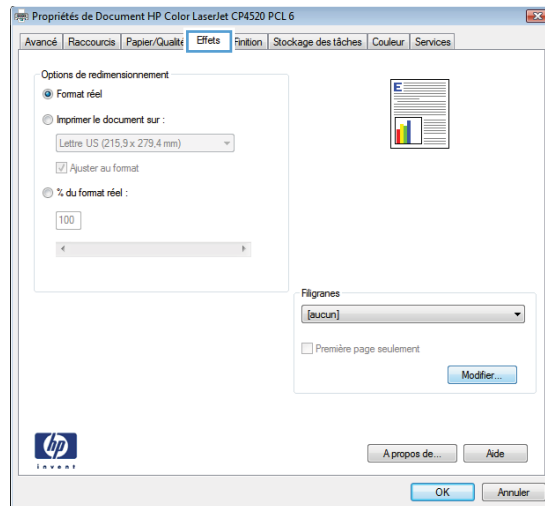 Propriétés de Document HP Color LaserJet CP4520 PCL 6
Avancé Raccourcis Papier/Qualité Effets Finition Stockage des tâches Couleur Services
Options de redimensionnement
Format réel
Imprimer le document sur :
Lettre US (215,9 x 279,4 mm)
Ajuster au format
% du format réel :
100
E
Filigranes
[aucun]
Première page seulement
Modifier...
hp
invent
A propos de... Aide
OK Annuler